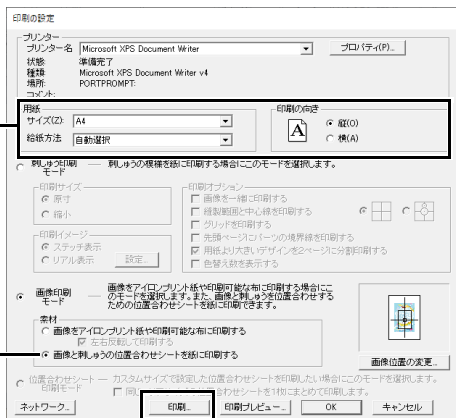 印刷の設定
プリンター
プリンター名 Microsoft XPS Document Writer プロパティ(P)...
状態: 準備完了
種類: Microsoft XPS Document Writer v4
場所: PORTPROMPT:
コメント:
用紙
サイズ(Z): A4
給紙方法 自動選択
印刷の向き
A
縦(O)
横(A)
刺しゅう印刷モード ── 刺しゅうの模様を紙に印刷する場合にこのモードを選択します。
印刷サイズ
原寸
縮小
印刷イメージ
ステッチ表示
リアル表示 設定...
印刷オプション
画像を一緒に印刷する
縫製範囲と中心線を印刷する
グリッドを印刷する
先頭ページにパーツの境界線を印刷する
用紙より大きいデザインを2ページに分割印刷する
色替え数を表示する
画像印刷モード ── 画像をアイロンプリント紙や印刷可能な布に印刷する場合にこ
のモードを選択します。また、画像と刺しゅうを位置合わせする
ための位置合わせシートを紙に印刷できます。
素材
画像をアイロンプリント紙や印刷可能な布に印刷する
左右反転して印刷する
画像と刺しゅうの位置合わせシートを紙に印刷する
画像位置の変更...
位置合わせシート印刷モード ── カスタムサイズで設定した位置合わせシートを印刷したい場合にこのモードを選択します。
同じ
シートを1枚にまとめて印刷します。
ネットワーク... 印刷... 印刷プレビュー... OK キャンセル